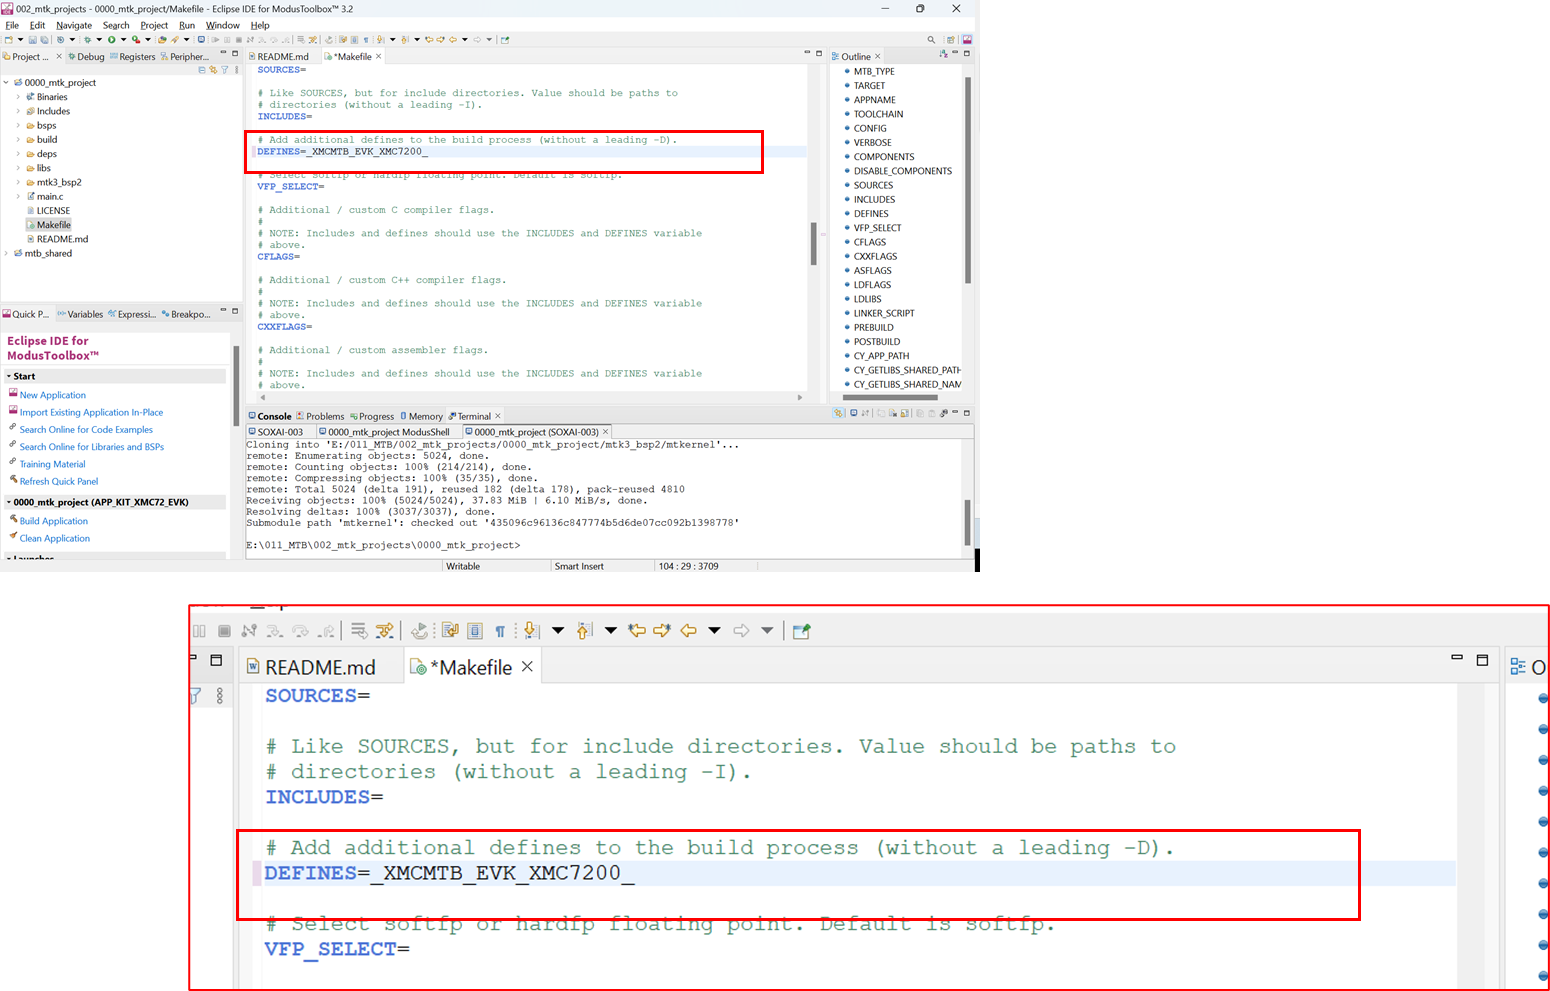 002_mtk_projects - 0000_mtk_project/Makefile - Eclipse IDE for ModusToolbox™ 3.2
File Edit Navigate Search Project Run Window Help
Project ... Debug Registers Peripher...
0000_mtk_project
Binaries
Includes
bsps
build
deps
libs
mtk3_bsp2
main.c
LICENSE
Makefile
README.md
mtb_shared
Quick P... Variables Expressi... Breakpo...
Eclipse IDE for
ModusToolbox™
Start
New Application
Import Existing Application In-Place
Search Online for Code Examples
Search Online for Libraries and BSPs
Training Material
Refresh Quick Panel
0000_mtk_project (APP_KIT_XMC72_EVK)
Build Application
Clean Application
Launches
README.md *Makefile
SOURCES=
# Like SOURCES, but for include directories. Value should be paths to
# directories (without a leading -I).
INCLUDES=
# Add additional defines to the build process (without a leading -D).
DEFINES=_XMCMTB_EVK_XMC7200_
# Select softfp or hardfp floating point. Default is softfp.
VFP_SELECT=
# Additional / custom C compiler flags.
#
# NOTE: Includes and defines should use the INCLUDES and DEFINES variable
# above.
CFLAGS=
# Additional / custom C++ compiler flags.
#
# NOTE: Includes and defines should use the INCLUDES and DEFINES variable
# above.
CXXFLAGS=
# Additional / custom assembler flags.
#
# NOTE: Includes and defines should use the INCLUDES and DEFINES variable
# above.
Outline
MTB_TYPE
TARGET
APPNAME
TOOLCHAIN
CONFIG
VERBOSE
COMPONENTS
DISABLE_COMPONENTS
SOURCES
INCLUDES
DEFINES
VFP_SELECT
CFLAGS
CXXFLAGS
ASFLAGS
LDFLAGS
LDLIBS
LINKER_SCRIPT
PREBUILD
POSTBUILD
CY_APP_PATH
CY_GETLIBS_SHARED_PATH
CY_GETLIBS_SHARED_NAM
Console Problems Progress Memory Terminal
SOXAI-003 0000_mtk_project ModusShell 0000_mtk_project (SOXAI-003)
Cloning into 'E:/011_MTB/002_mtk_projects/0000_mtk_project/mtk3_bsp2/mtkernel'...
remote: Enumerating objects: 5024, done.
remote: Counting objects: 100% (214/214), done.
remote: Compressing objects: 100% (35/35), done.
remote: Total 5024 (delta 191), reused 182 (delta 178), pack-reused 4810
Receiving objects: 100% (5024/5024), 37.83 MiB | 6.10 MiB/s, done.
Resolving deltas: 100% (3037/3037), done.
Submodule path 'mtkernel': checked out '435096c96136c847774b5d6de07cc092b1398778'
E:\011_MTB\002_mtk_projects\0000_mtk_project>
Writable Smart Insert 104 : 29 : 3709
README.md *Makefile O
SOURCES=
# Like SOURCES, but for include directories. Value should be paths to
# directories (without a leading -I).
INCLUDES=
# Add additional defines to the build process (without a leading -D).
DEFINES=_XMCMTB_EVK_XMC7200_
# Select softfp or hardfp floating point. Default is softfp.
VFP_SELECT=